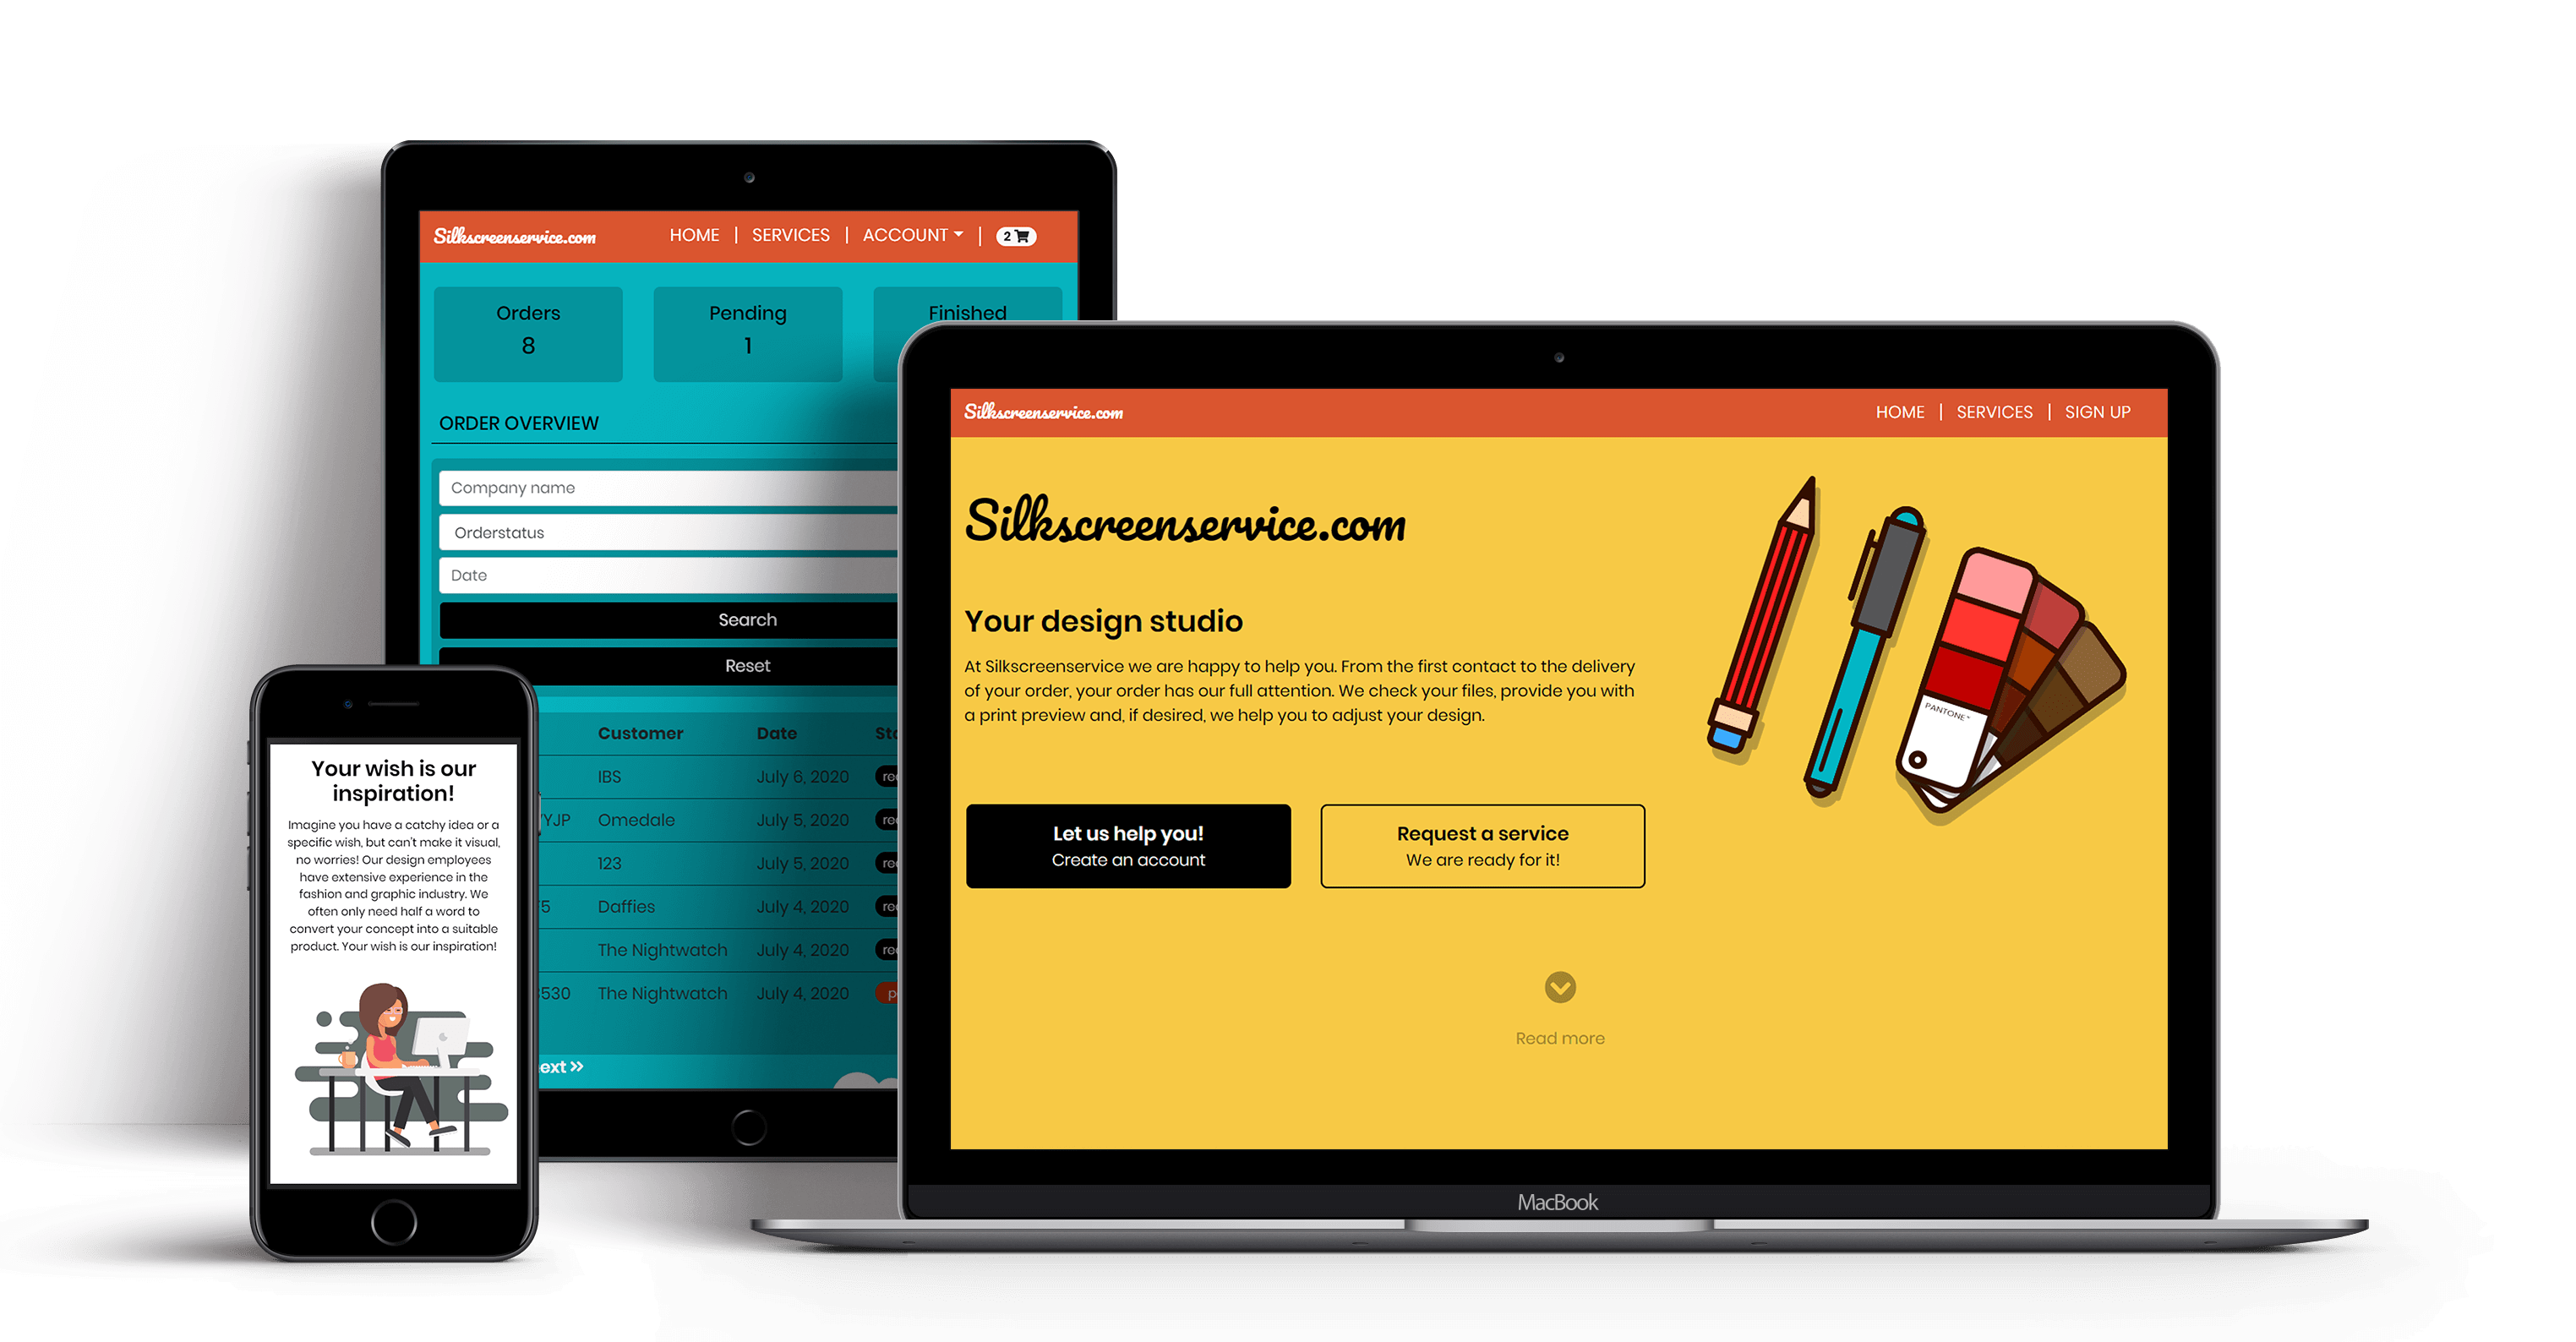 Silkscreenservice.com
HOME | SERVICES | ACCOUNT | 2
Orders
8
Pending
1
Finished
ORDER OVERVIEW
Company name
Orderstatus
Date
Search
Reset
Customer Date
IBS July 6, 2020
YJP Omedale July 5, 2020
123 July 5, 2020
Daffies July 4, 2020
The Nightwatch July 4, 2020
530 The Nightwatch July 4, 2020
ext »
Your wish is our
inspiration!
Imagine you have a catchy idea or a
specific wish, but can't make it visual,
no worries! Our design employees
have extensive experience in the
fashion and graphic industry. We
often only need half a word to
convert your concept into a suitable
product. Your wish is our inspiration!
Silkscreenservice.com
HOME | SERVICES | SIGN UP
Silkscreenservice.com
Your design studio
At Silkscreenservice we are happy to help you. From the first contact to the delivery
of your order, your order has our full attention. We check your files, provide you with
a print preview and, if desired, we help you to adjust your design.
PANTONE
Let us help you!
Create an account
Request a service
We are ready for it!
Read more
MacBook